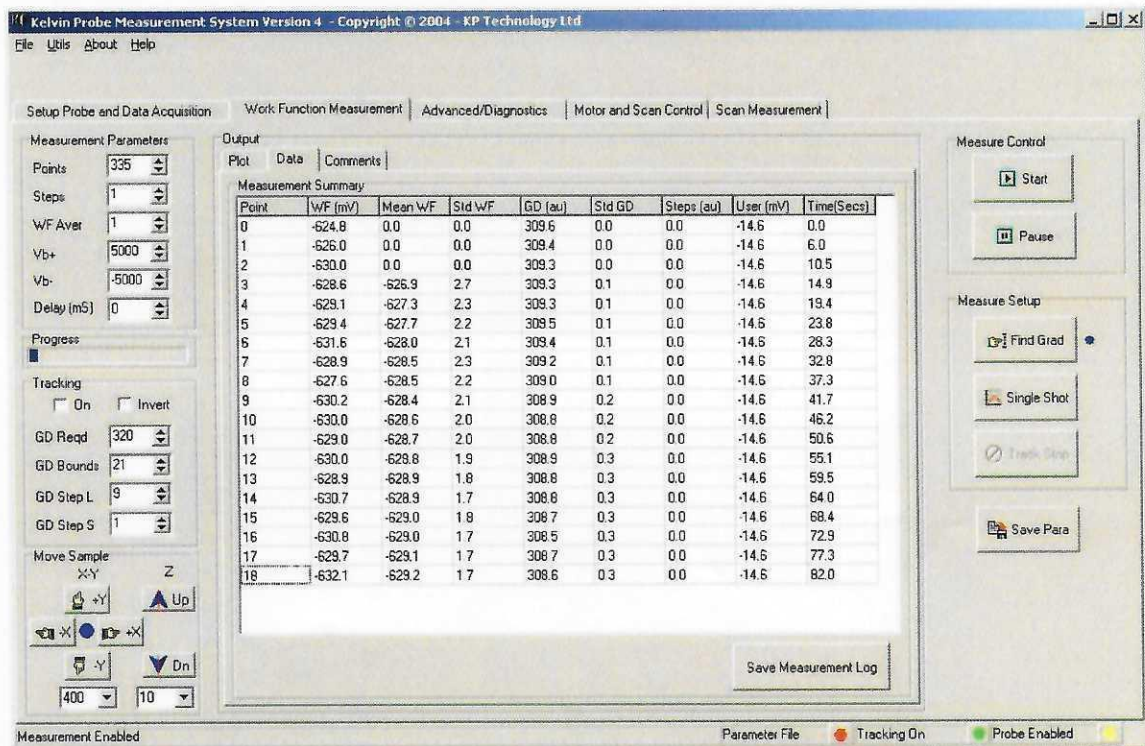 Kelvin Probe Measurement System Version 4 - Copyright © 2004 - KP Technology Ltd
File Utils About Help
Setup Probe and Data Acquisition Work Function Measurement Advanced/Diagnostics Motor and Scan Control Scan Measurement
Measurement Parameters
Points 335
Steps 1
WF Aver 1
Vb+ 5000
Vb- -5000
Delay (mS) 0
Progress
Tracking
On Invert
GD Reqd 320
GD Bounds 21
GD Step L 9
GD Step S 1
Move Sample
X-Y Z
+Y Up
-X +X
-Y Dn
400 10
Output
Plot Data Comments
Measurement Summary
Point WF (mV) Mean WF Std WF GD (au) Std GD Steps (au) User (mV) Time(Secs)
0 -624.8 0.0 0.0 309.6 0.0 0.0 -14.6 0.0
1 -626.0 0.0 0.0 309.4 0.0 0.0 -14.6 6.0
2 -630.0 0.0 0.0 309.3 0.0 0.0 -14.6 10.5
3 -628.6 -626.9 2.7 309.3 0.1 0.0 -14.6 14.9
4 -629.1 -627.3 2.3 309.3 0.1 0.0 -14.6 19.4
5 -629.4 -627.7 2.2 309.5 0.1 0.0 -14.6 23.8
6 -631.6 -628.0 2.1 309.4 0.1 0.0 -14.6 28.3
7 -628.9 -628.5 2.3 309.2 0.1 0.0 -14.6 32.8
8 -627.6 -628.5 2.2 309.0 0.1 0.0 -14.6 37.3
9 -630.2 -628.4 2.1 308.9 0.2 0.0 -14.6 41.7
10 -630.0 -628.6 2.0 308.8 0.2 0.0 -14.6 46.2
11 -629.0 -628.7 2.0 308.8 0.2 0.0 -14.6 50.6
12 -630.0 -628.8 1.9 308.9 0.3 0.0 -14.6 55.1
13 -628.9 -628.9 1.8 308.8 0.3 0.0 -14.6 59.5
14 -630.7 -628.9 1.7 308.8 0.3 0.0 -14.6 64.0
15 -629.6 -629.0 1.8 308.7 0.3 0.0 -14.6 68.4
16 -630.8 -629.0 1.7 308.5 0.3 0.0 -14.6 72.9
17 -629.7 -629.1 1.7 308.7 0.3 0.0 -14.6 77.3
18 -632.1 -629.2 1.7 308.6 0.3 0.0 -14.6 82.0
Save Measurement Log
Measure Control
Start
Pause
Measure Setup
Find Grad
Single Shot
Track Stop
Save Para
Measurement Enabled Parameter File Tracking On Probe Enabled